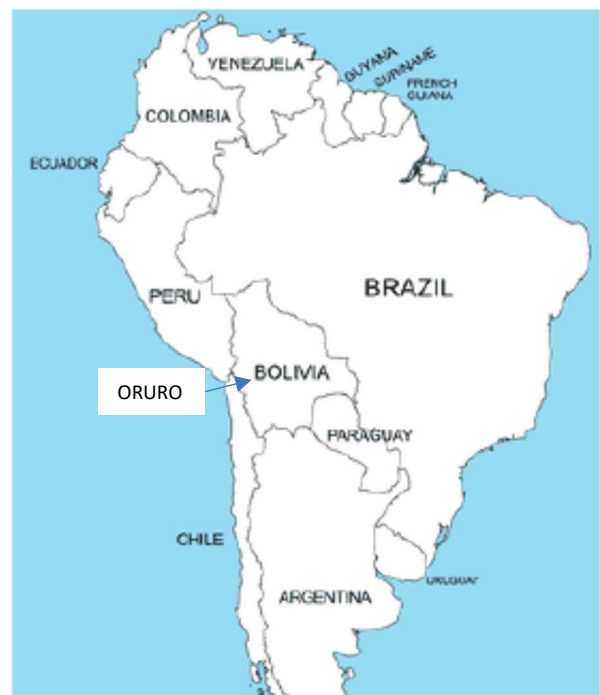 VENEZUELA
GUYANA
SURINAME
FRENCH
GUIANA
COLOMBIA
ECUADOR
PERU
BRAZIL
BOLIVIA
ORURO
PARAGUAY
CHILE
URUGUAY
ARGENTINA